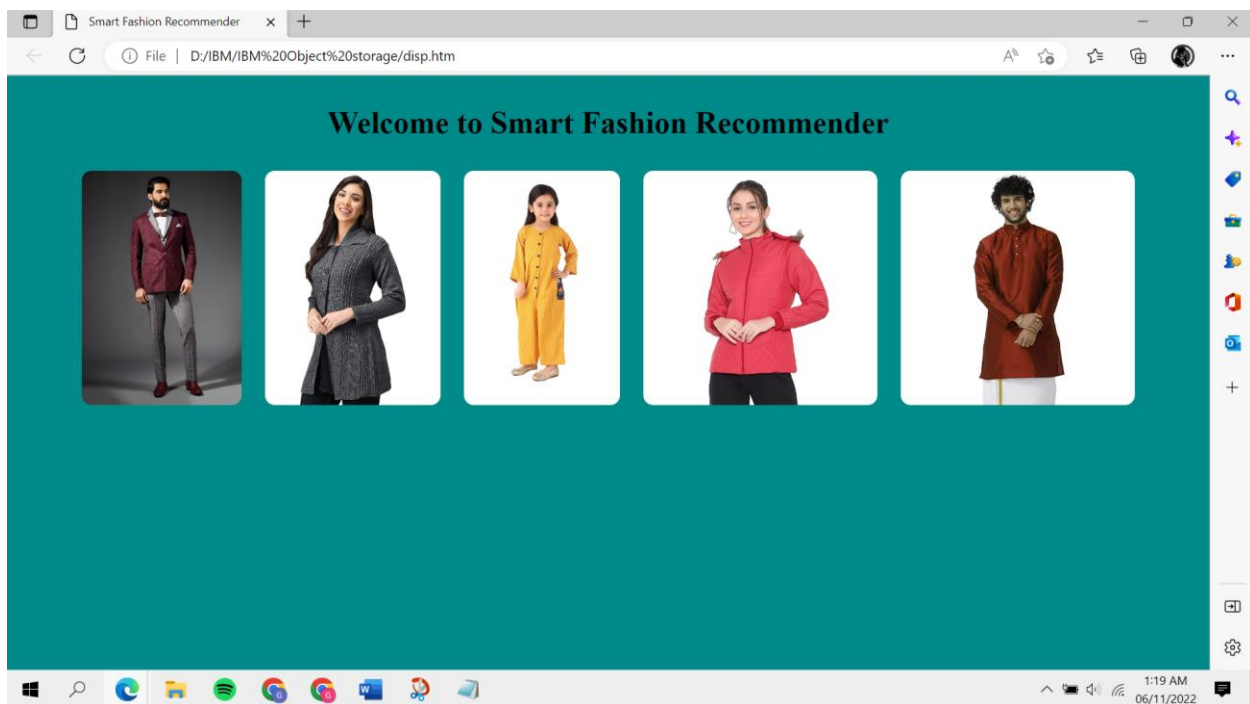 Smart Fashion Recommender
File | D:/IBM/IBM%20Object%20storage/disp.htm
Welcome to Smart Fashion Recommender
1:19 AM
06/11/2022